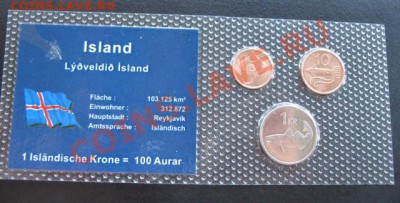 COINS.LAVE.RU
Island
Lýðveldið Ísland
Fläche : 103.125 km²
Einwohner : 312.872
Hauptstadt : Reykjavik
Amtssprache : Isländisch
1 Isländische Krone = 100 Aurar
10
1 KR